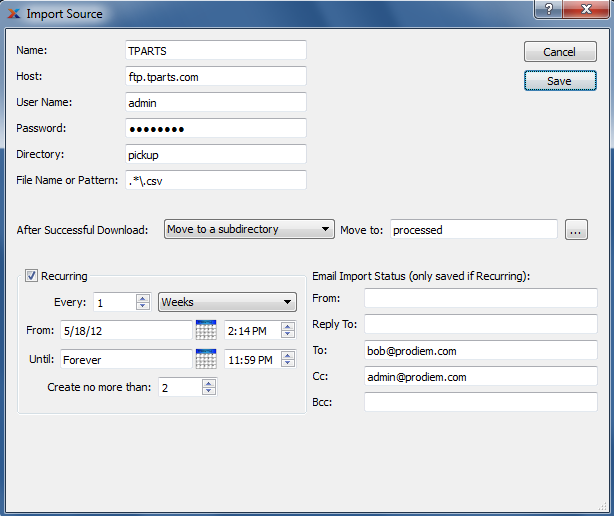 Import Source
Name: TPARTS
Cancel
Host: ftp.tparts.com
Save
User Name: admin
Password: ●●●●●●●●
Directory: pickup
File Name or Pattern: .*\.csv
After Successful Download: Move to a subdirectory Move to: processed ...
Recurring
Every: 1 Weeks
From: 5/18/12 2:14 PM
Until: Forever 11:59 PM
Create no more than: 2
Email Import Status (only saved if Recurring):
From:
Reply To:
To: bob@prodiem.com
Cc: admin@prodiem.com
Bcc: